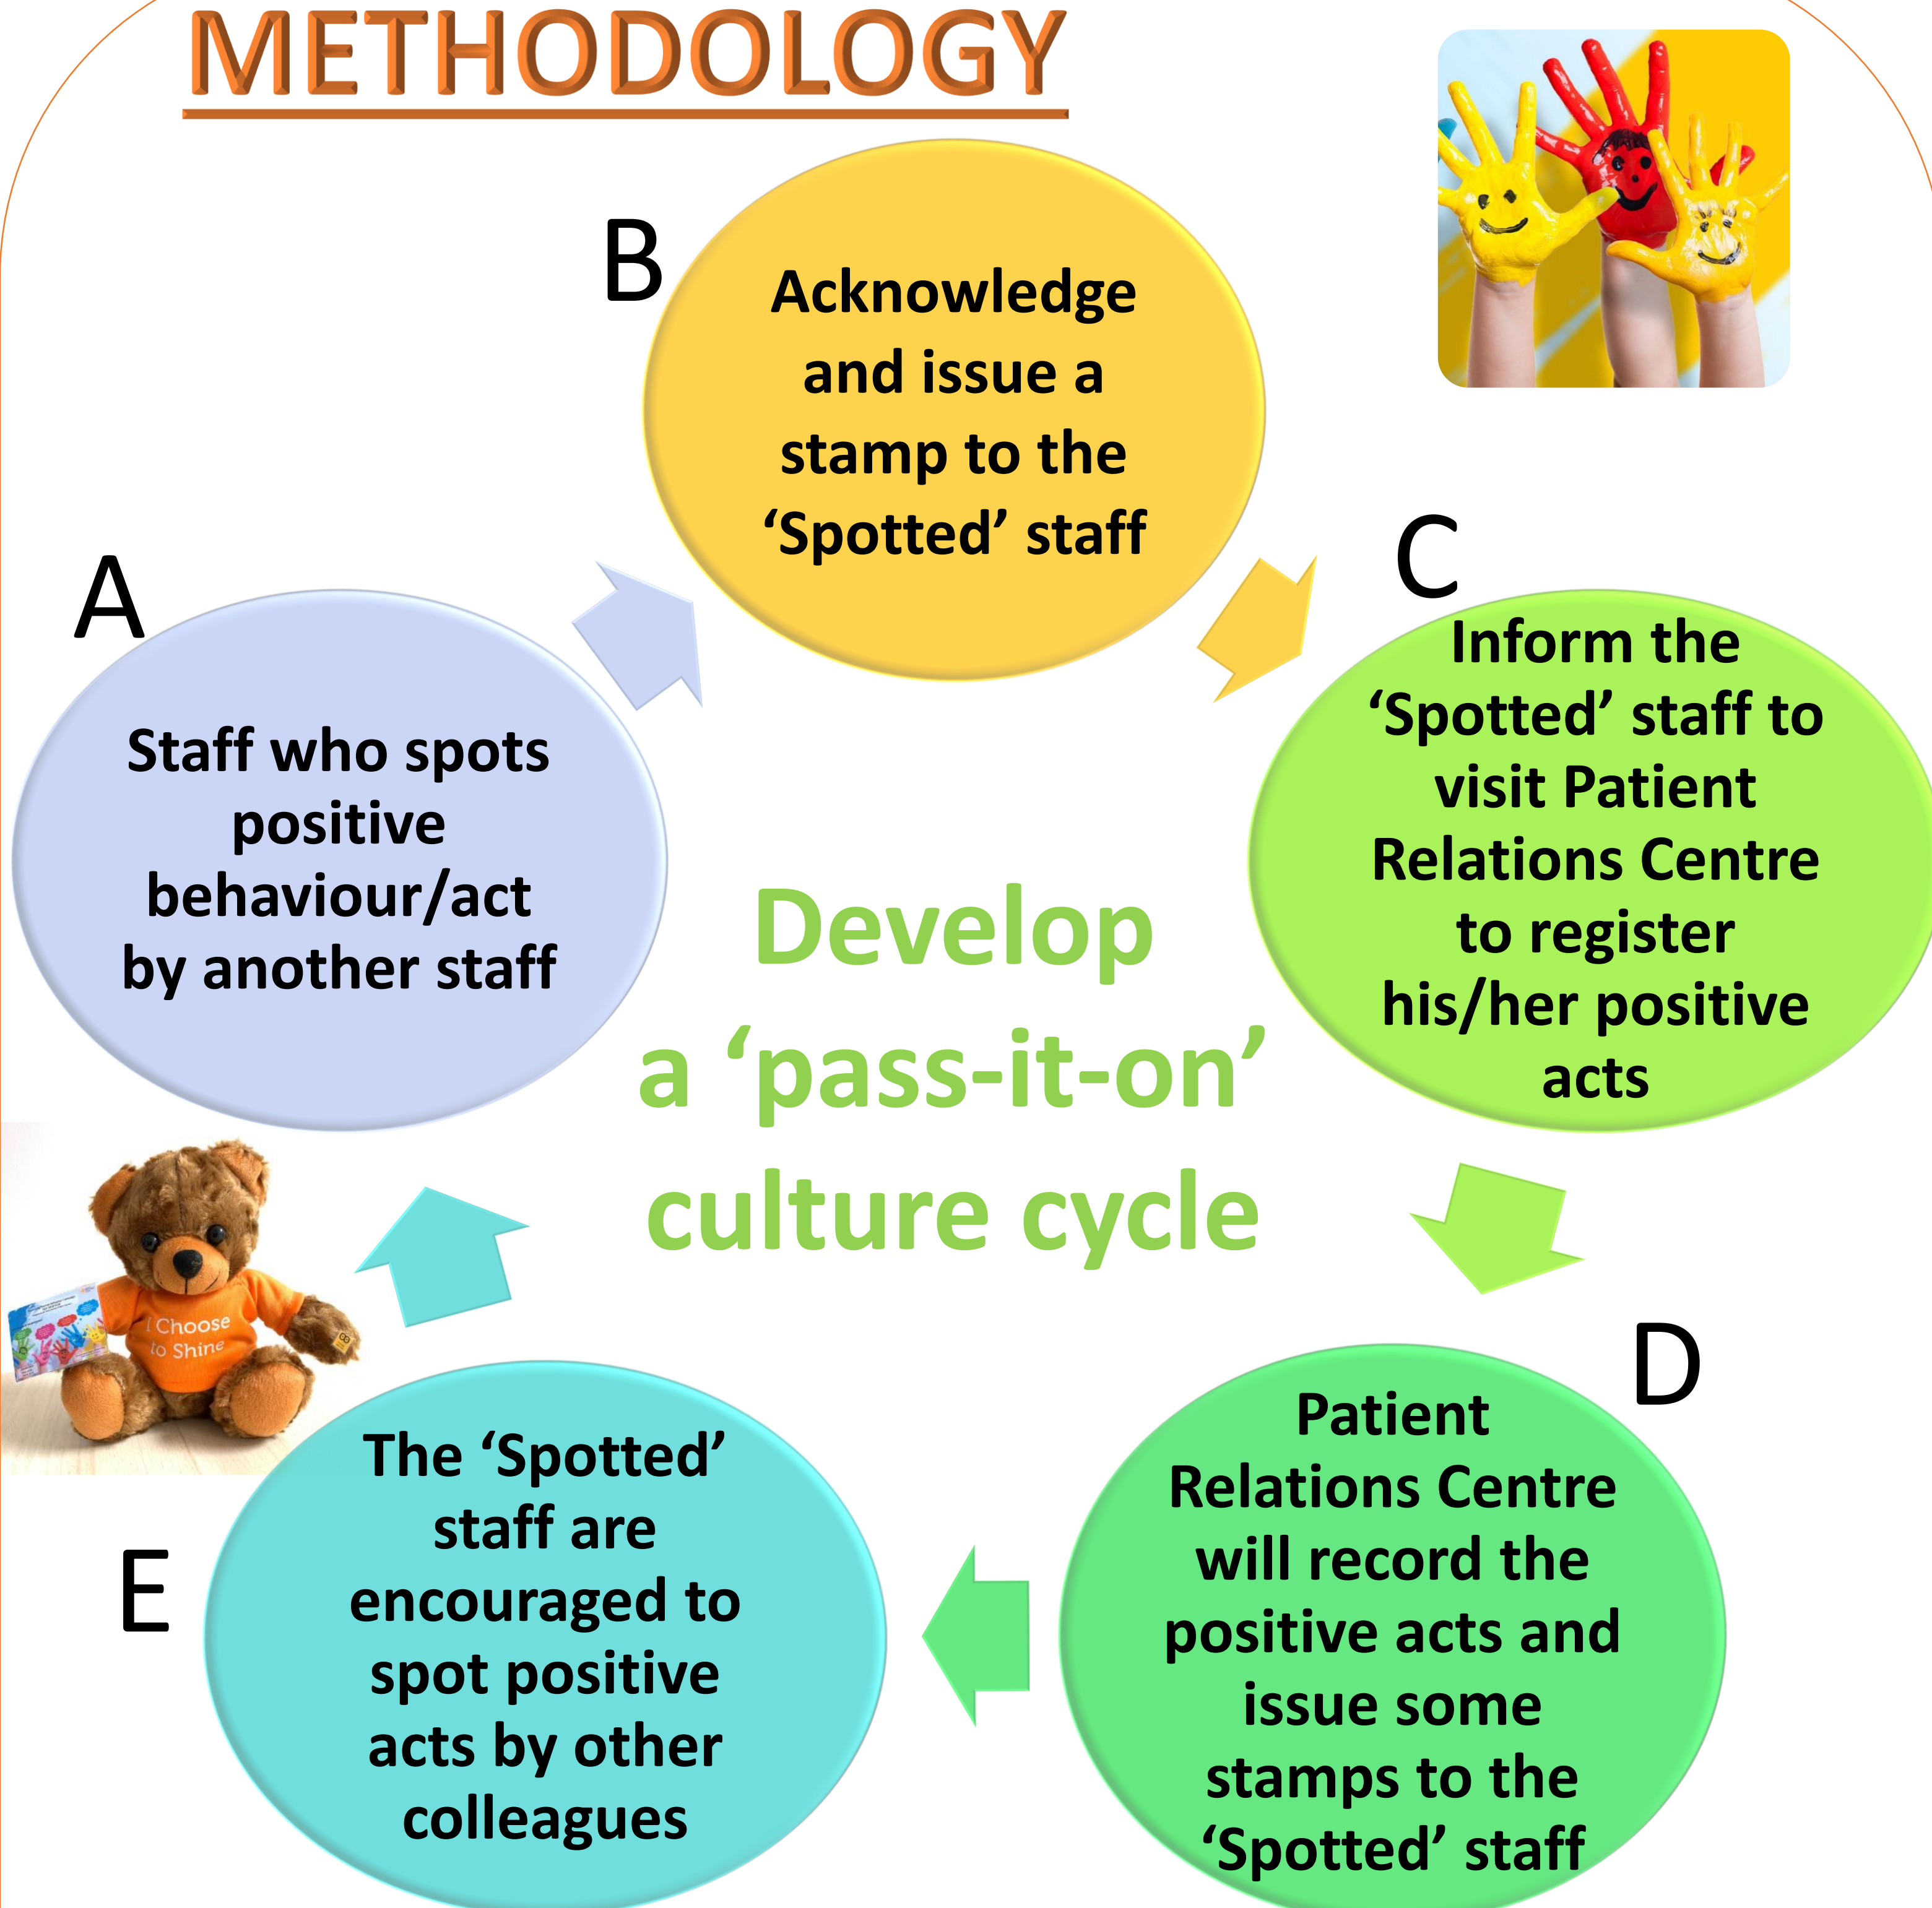 METHODOLOGY
A
Staff who spots
positive
behaviour/act
by another staff
B
Acknowledge
and issue a
stamp to the
‘Spotted’ staff
C
Inform the
‘Spotted’ staff to
visit Patient
Relations Centre
to register
his/her positive
acts
D
Patient
Relations Centre
will record the
positive acts and
issue some
stamps to the
‘Spotted’ staff
E
The ‘Spotted’
staff are
encouraged to
spot positive
acts by other
colleagues
Develop
a ‘pass-it-on’
culture cycle
I Choose
to Shine